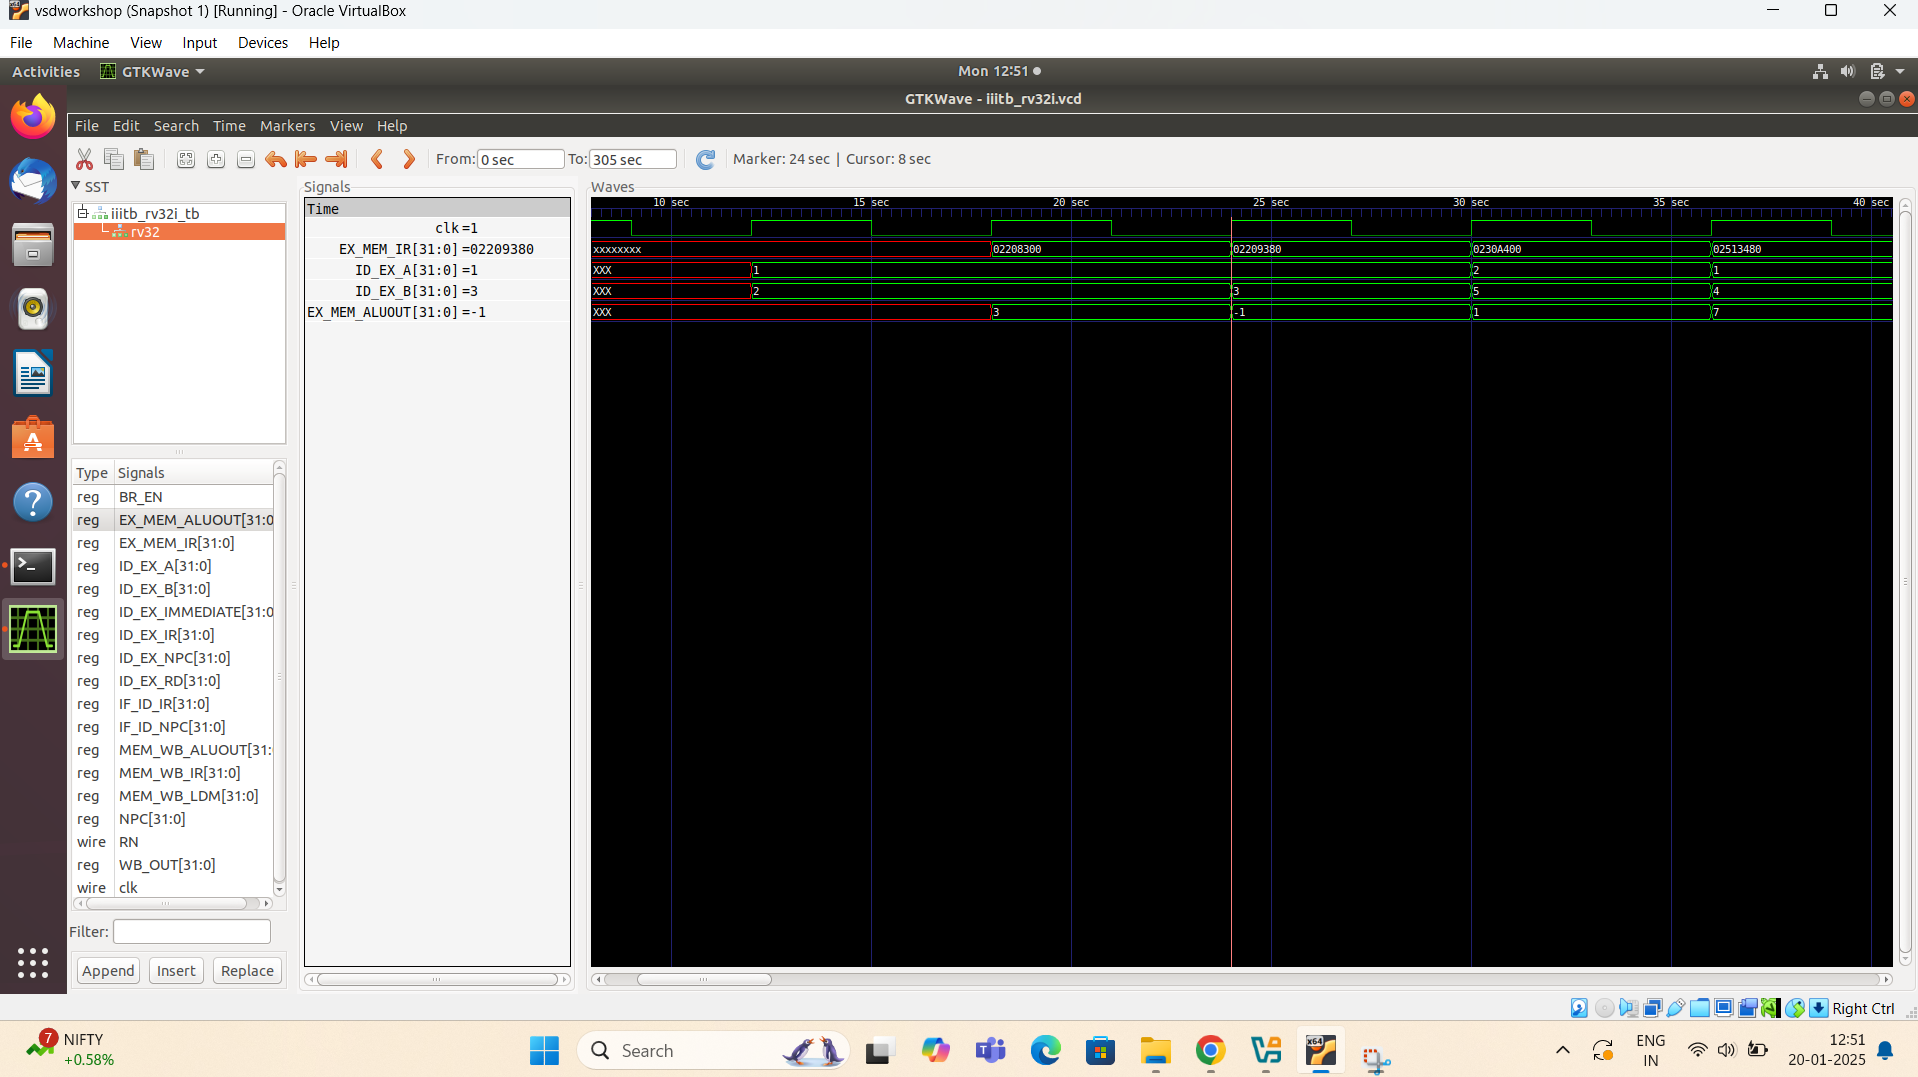 vsdworkshop (Snapshot 1) [Running] - Oracle VirtualBox
File Machine View Input Devices Help
Activities GTKWave Mon 12:51
GTKWave - iiitb_rv32i.vcd
File Edit Search Time Markers View Help
From: 0 sec To: 305 sec Marker: 24 sec | Cursor: 8 sec
SST
iiitb_rv32i_tb
rv32
Type Signals
reg BR_EN
reg EX_MEM_ALUOUT[31:0
reg EX_MEM_IR[31:0]
reg ID_EX_A[31:0]
reg ID_EX_B[31:0]
reg ID_EX_IMMEDIATE[31:0
reg ID_EX_IR[31:0]
reg ID_EX_NPC[31:0]
reg ID_EX_RD[31:0]
reg IF_ID_IR[31:0]
reg IF_ID_NPC[31:0]
reg MEM_WB_ALUOUT[31:
reg MEM_WB_IR[31:0]
reg MEM_WB_LDM[31:0]
reg NPC[31:0]
wire RN
reg WB_OUT[31:0]
wire clk
Filter:
Append Insert Replace
Signals
Time
clk=1
EX_MEM_IR[31:0]=02209380
ID_EX_A[31:0]=1
ID_EX_B[31:0]=3
EX_MEM_ALUOUT[31:0]=-1
Waves
10 sec 15 sec 20 sec 25 sec 30 sec 35 sec 40 sec
xxxxxxxx 02208300 02209380 0230A400 02513480
XXX 1 2 1
XXX 2 3 5 4
XXX 3 -1 1 7
Right Ctrl
7
NIFTY
+0.58%
Search
x64
ENG
IN
12:51
20-01-2025